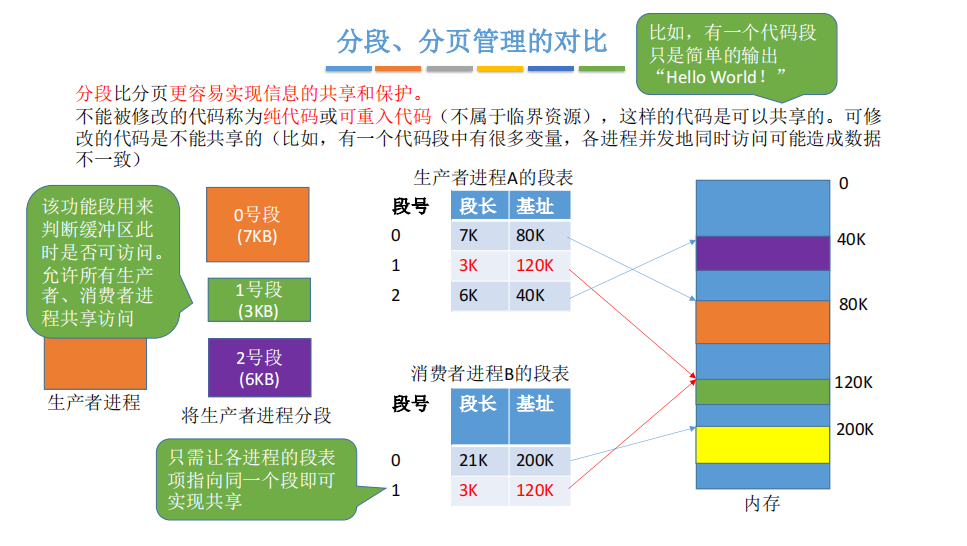 分段、分页管理的对比
比如，有一个代码段
只是简单的输出
“Hello World！”
分段比分页更容易实现信息的共享和保护。
不能被修改的代码称为纯代码或可重入代码（不属于临界资源），这样的代码是可以共享的。可修
改的代码是不能共享的（比如，有一个代码段中有很多变量，各进程并发地同时访问可能造成数据
不一致）
该功能段用来
判断缓冲区此
时是否可访问。
允许所有生产
者、消费者进
程共享访问
生产者进程
0号段
(7KB)
1号段
(3KB)
2号段
(6KB)
将生产者进程分段
生产者进程A的段表
段号 段长 基址
0 7K 80K
1 3K 120K
2 6K 40K
消费者进程B的段表
段号 段长 基址
0 21K 200K
1 3K 120K
只需让各进程的段表
项指向同一个段即可
实现共享
0
40K
80K
120K
200K
内存